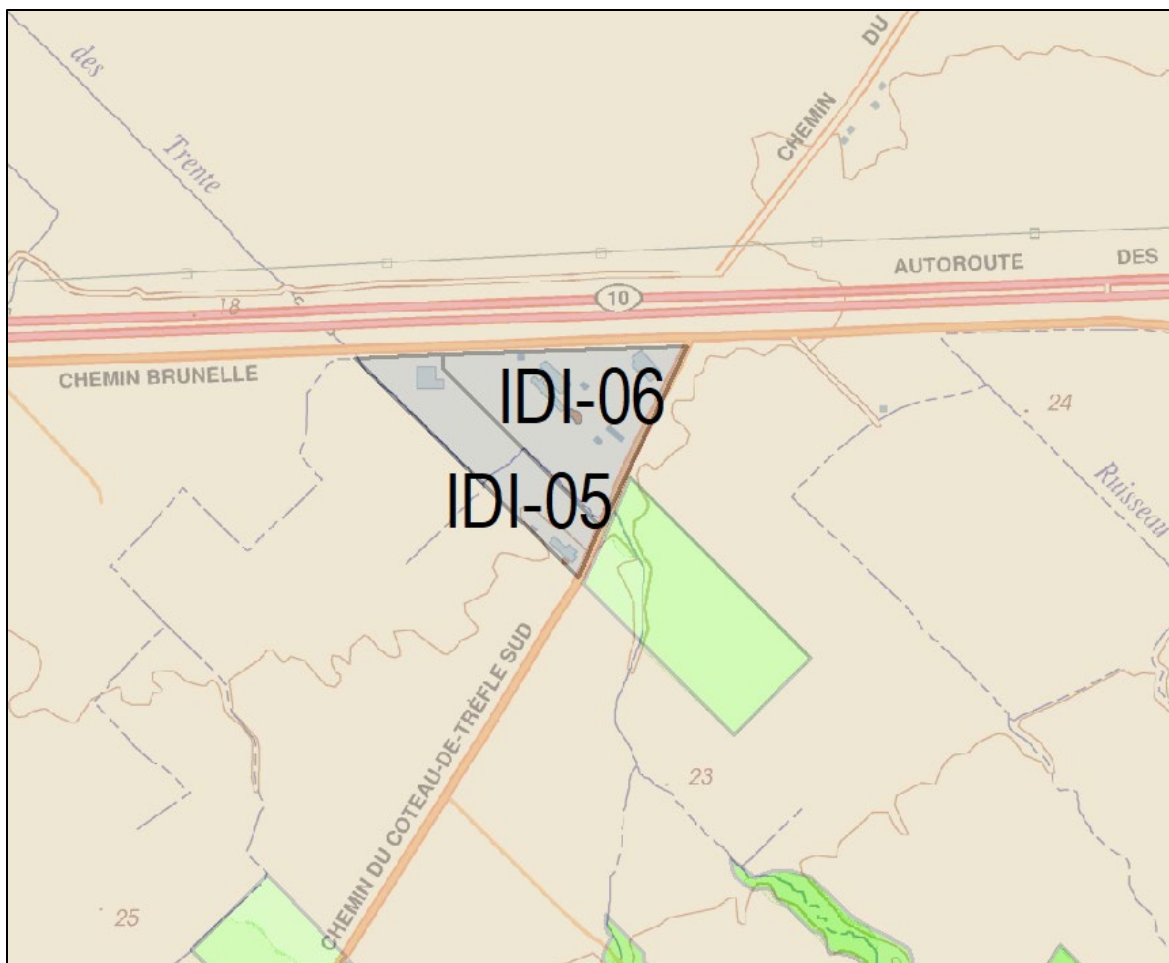 des
Trente
CHEMIN
DU
AUTOROUTE
DES
10
18
CHEMIN BRUNELLE
IDI-06
IDI-05
24
Ruisseau
CHEMIN DU COTEAU-DE-TRÈFLE SUD
23
25